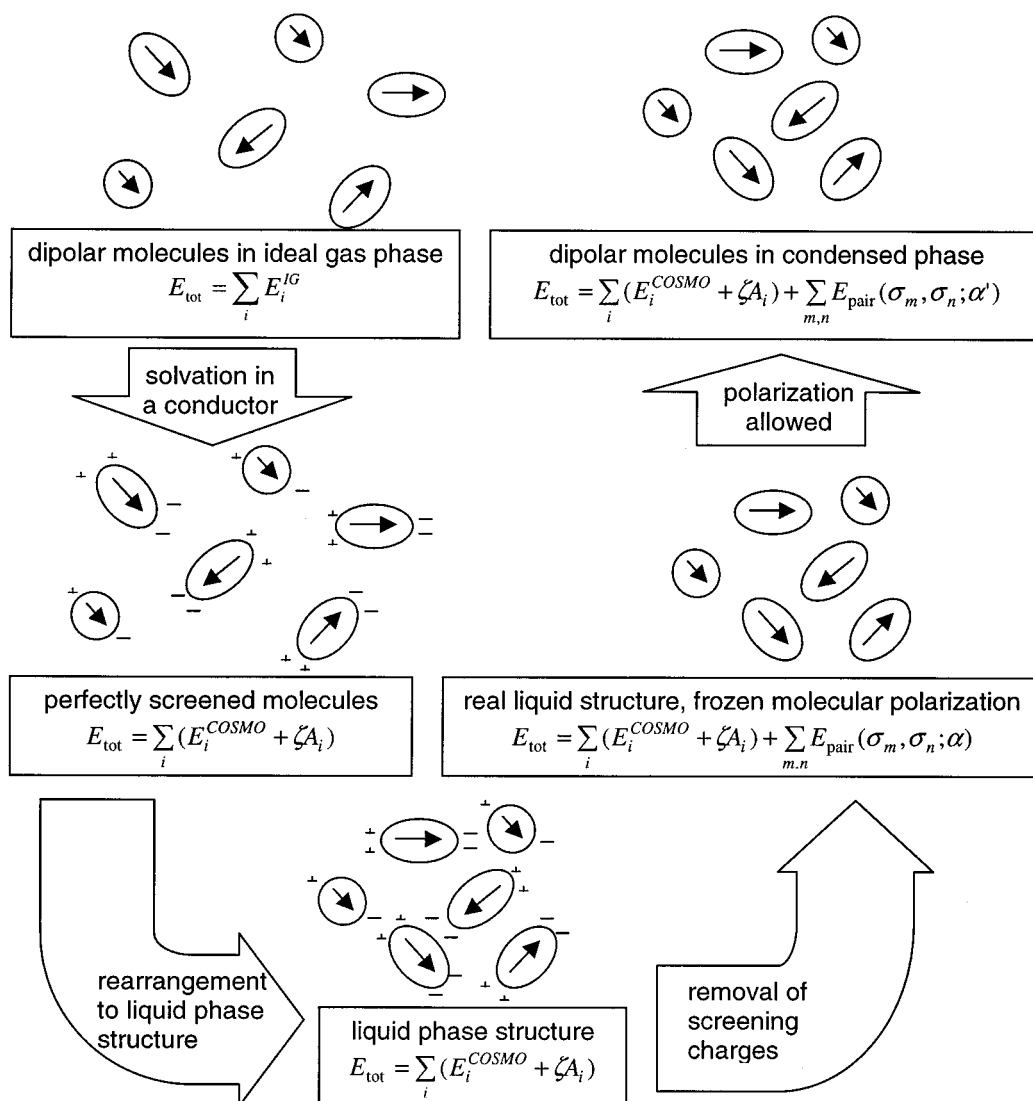 dipolar molecules in ideal gas phase
E_tot = ∑_i E_i^{IG}
dipolar molecules in condensed phase
E_tot = ∑_i (E_i^{COSMO} + ζA_i) + ∑_{m,n} E_pair(σ_m, σ_n; α')
solvation in
a conductor
polarization
allowed
perfectly screened molecules
E_tot = ∑_i (E_i^{COSMO} + ζA_i)
real liquid structure, frozen molecular polarization
E_tot = ∑_i (E_i^{COSMO} + ζA_i) + ∑_{m.n} E_pair(σ_m, σ_n; α)
rearrangement
to liquid phase
structure
liquid phase structure
E_tot = ∑_i (E_i^{COSMO} + ζA_i)
removal of
screening
charges